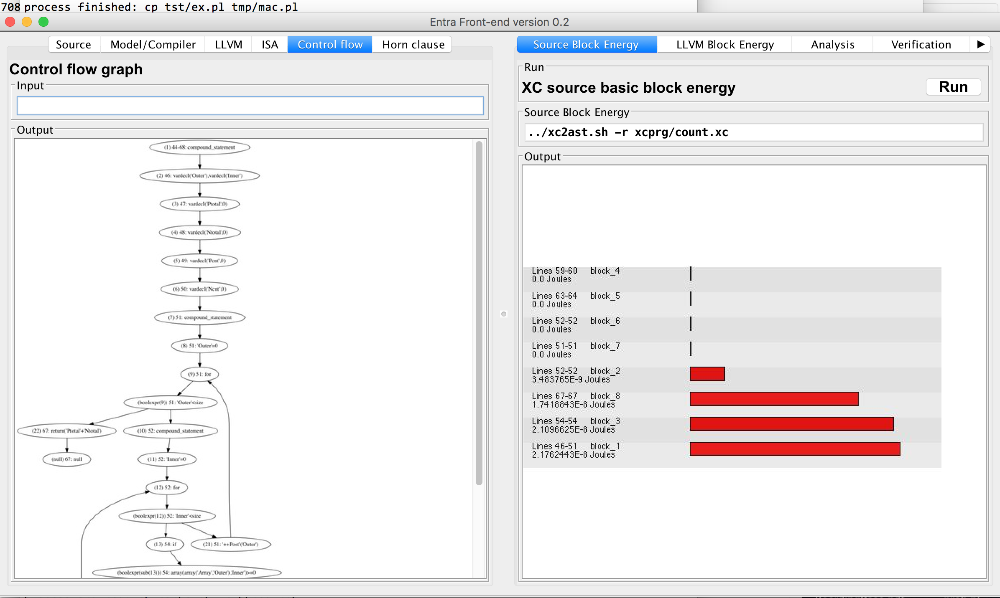 708 process finished: cp tst/ex.pl tmp/mac.pl
Entra Front-end version 0.2
Source Model/Compiler LLVM ISA Control flow Horn clause
Control flow graph
Input
Output
(1) 44-68: compound_statement
(2) 46: vardecl('Outer'),vardecl('Inner')
(3) 47: vardecl('Ptotal',0)
(4) 48: vardecl('Ntotal',0)
(5) 49: vardecl('Pcnt',0)
(6) 50: vardecl('Ncnt',0)
(7) 51: compound_statement
(8) 51: 'Outer'=0
(9) 51: for
(boolexpr(9)) 51: 'Outer'<size
(22) 67: return('Ptotal'+'Ntotal')
(10) 52: compound_statement
(null) 67: null
(11) 52: 'Inner'=0
(12) 52: for
(boolexpr(12)) 52: 'Inner'<size
(13) 54: if
(21) 51: '++Post'('Outer')
(boolexpr(sub(13))) 54: array(array('Array','Outer'),'Inner')>=0
Source Block Energy LLVM Block Energy Analysis Verification
Run
XC source basic block energy
Run
Source Block Energy
../xc2ast.sh -r xcprg/count.xc
Output
Lines 59-60 block_4
0.0 Joules
Lines 63-64 block_5
0.0 Joules
Lines 52-52 block_6
0.0 Joules
Lines 51-51 block_7
0.0 Joules
Lines 52-52 block_2
3.483765E-9 Joules
Lines 67-67 block_8
1.7418843E-8 Joules
Lines 54-54 block_3
2.1096625E-8 Joules
Lines 46-51 block_1
2.1762443E-8 Joules